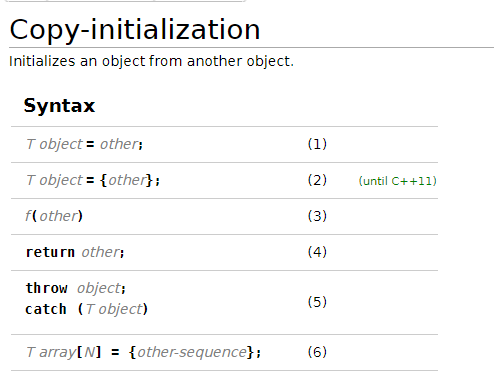 Copy-initialization
Initializes an object from another object.
Syntax
T object = other; (1)
T object = {other}; (2) (until C++11)
f(other) (3)
return other; (4)
throw object;
catch (T object) (5)
T array[N] = {other-sequence}; (6)